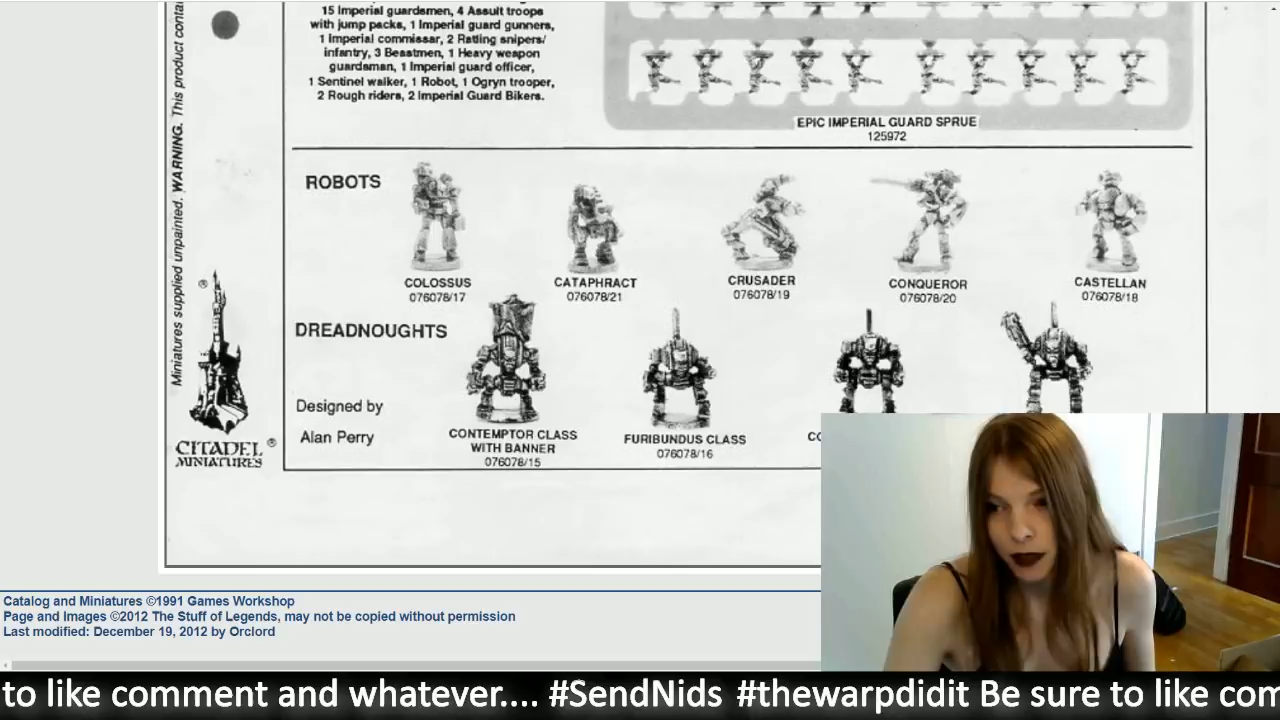 15 Imperial guardsmen, 4 Assult troops
with jump packs, 1 Imperial guard gunners,
1 Imperial commissar, 2 Ratling snipers/
infantry, 3 Beastmen, 1 Heavy weapon
guardsman, 1 Imperial guard officer,
1 Sentinel walker, 1 Robot, 1 Ogryn trooper,
2 Rough riders, 2 Imperial Guard Bikers.
EPIC IMPERIAL GUARD SPRUE
125972
Miniatures supplied unpainted. WARNING. This product contai
ROBOTS
COLOSSUS
076078/17
CATAPHRACT
076078/21
CRUSADER
076078/19
CONQUEROR
076078/20
CASTELLAN
076078/18
DREADNOUGHTS
Designed by
Alan Perry
CONTEMPTOR CLASS
WITH BANNER
076078/15
FURIBUNDUS CLASS
076078/16
CO
®
CITADEL ®
MINIATURES
Catalog and Miniatures ©1991 Games Workshop
Page and Images ©2012 The Stuff of Legends, may not be copied without permission
Last modified: December 19, 2012 by Orclord
to like comment and whatever.... #SendNids #thewarpdidit Be sure to like com